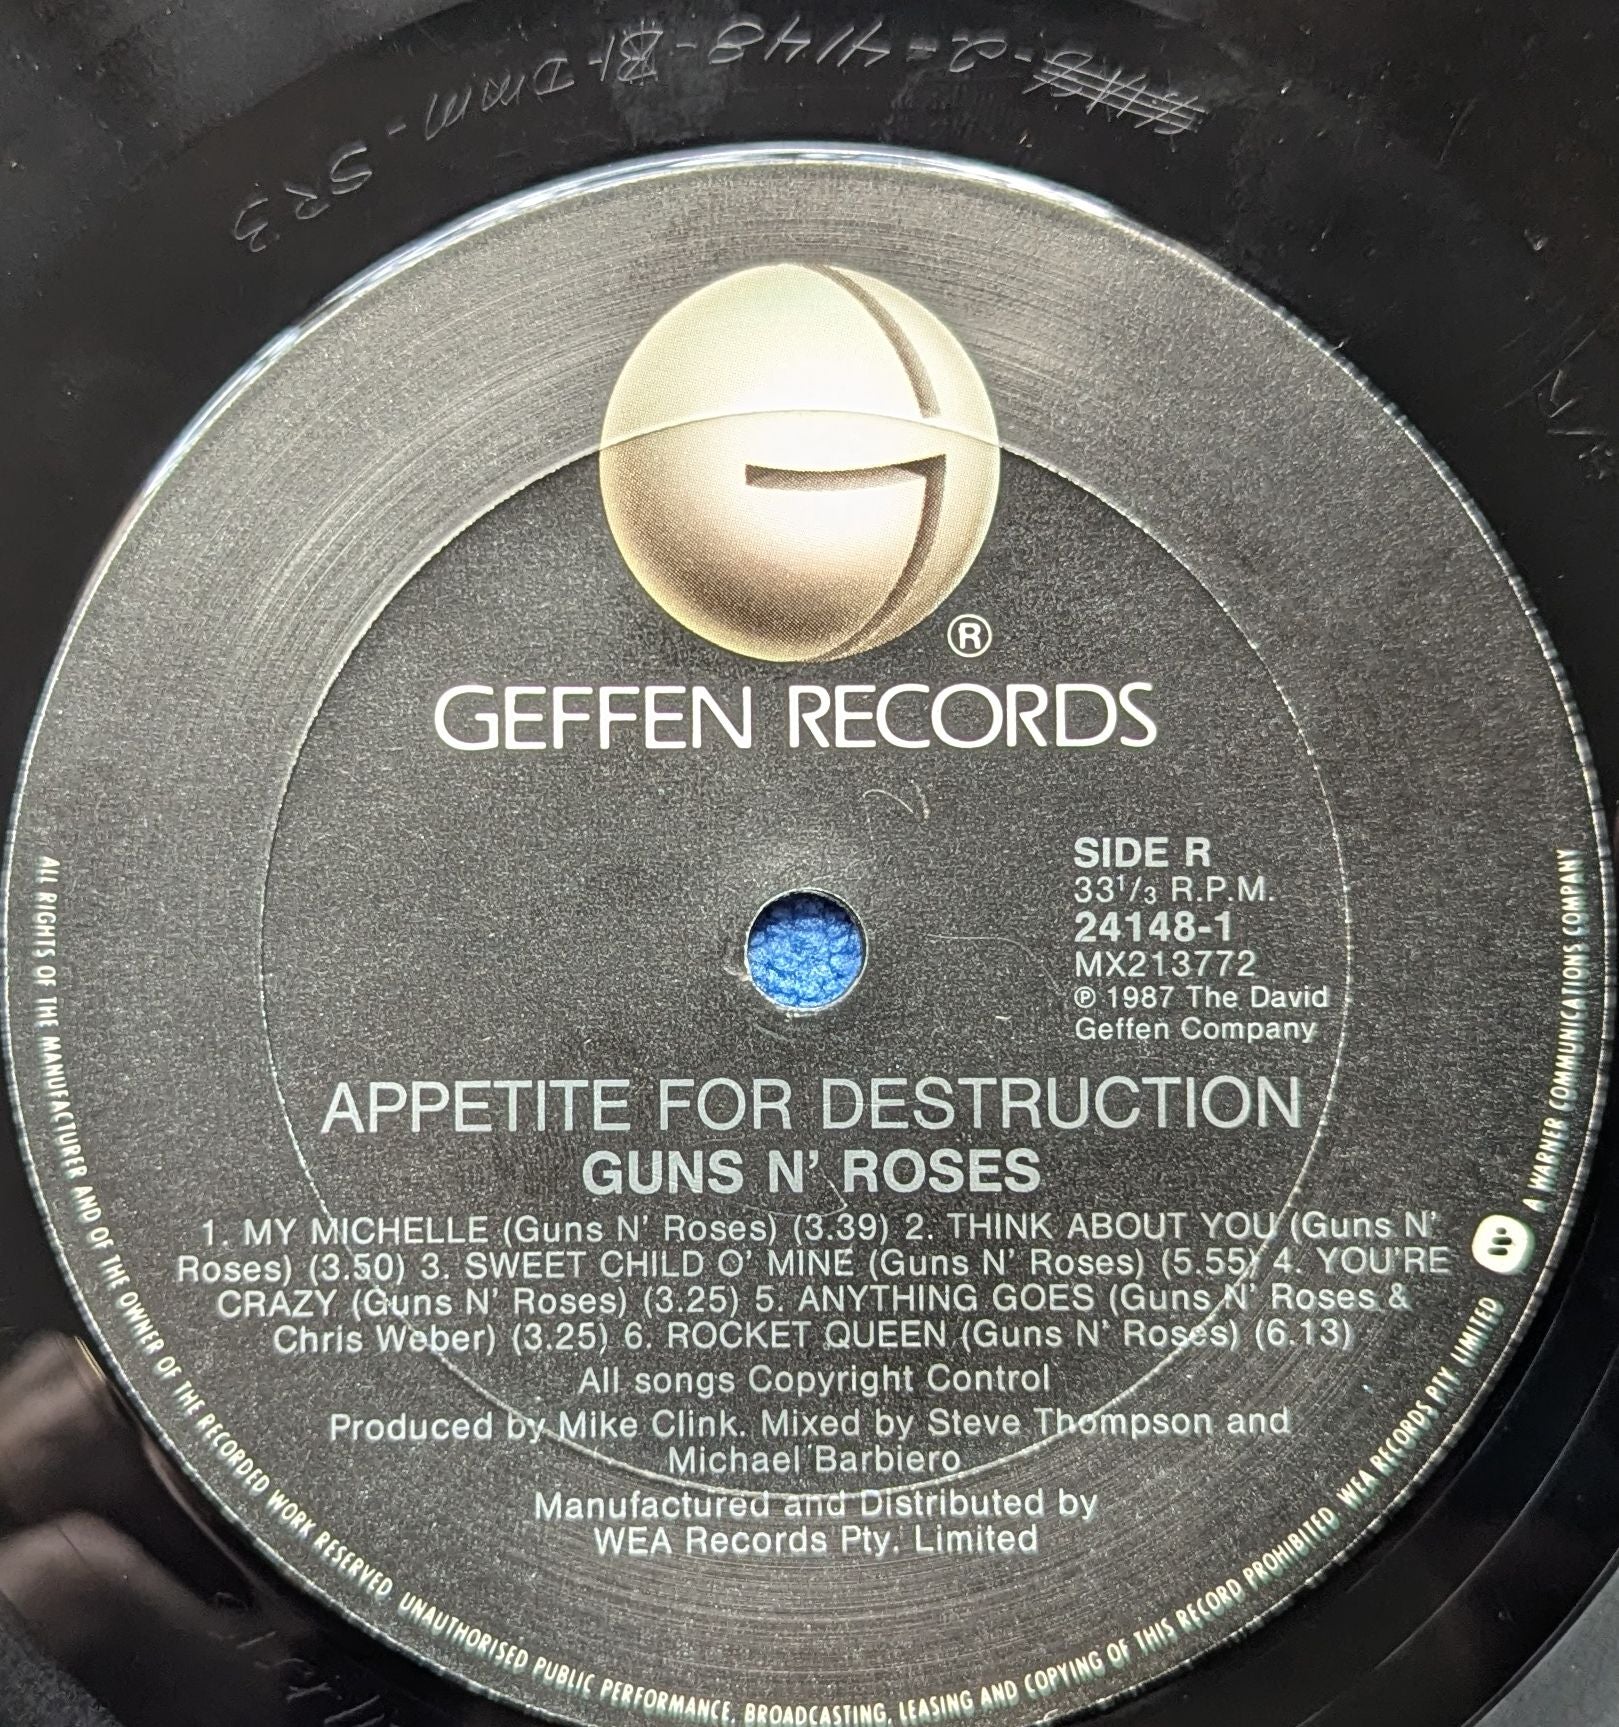 SR3
®
GEFFEN RECORDS
SIDE R
33 1/3 R.P.M.
24148-1
MX213772
℗ 1987 The David
Geffen Company
APPETITE FOR DESTRUCTION
GUNS N' ROSES
1. MY MICHELLE (Guns N' Roses) (3.39) 2. THINK ABOUT YOU (Guns N'
Roses) (3.50) 3. SWEET CHILD O' MINE (Guns N' Roses) (5.55) 4. YOU'RE
CRAZY (Guns N' Roses) (3.25) 5. ANYTHING GOES (Guns N' Roses &
Chris Weber) (3.25) 6. ROCKET QUEEN (Guns N' Roses) (6.13)
All songs Copyright Control
Produced by Mike Clink. Mixed by Steve Thompson and
Michael Barbiero
Manufactured and Distributed by
WEA Records Pty. Limited
ALL RIGHTS OF THE MANUFACTURER AND OF THE OWNER OF THE RECORDED WORK RESERVED UNAUTHORISED PUBLIC PERFORMANCE, BROADCASTING, LEASING AND COPYING OF THIS RECORD PROHIBITED WEA RECORDS PTY. LIMITED A WARNER COMMUNICATIONS COMPANY